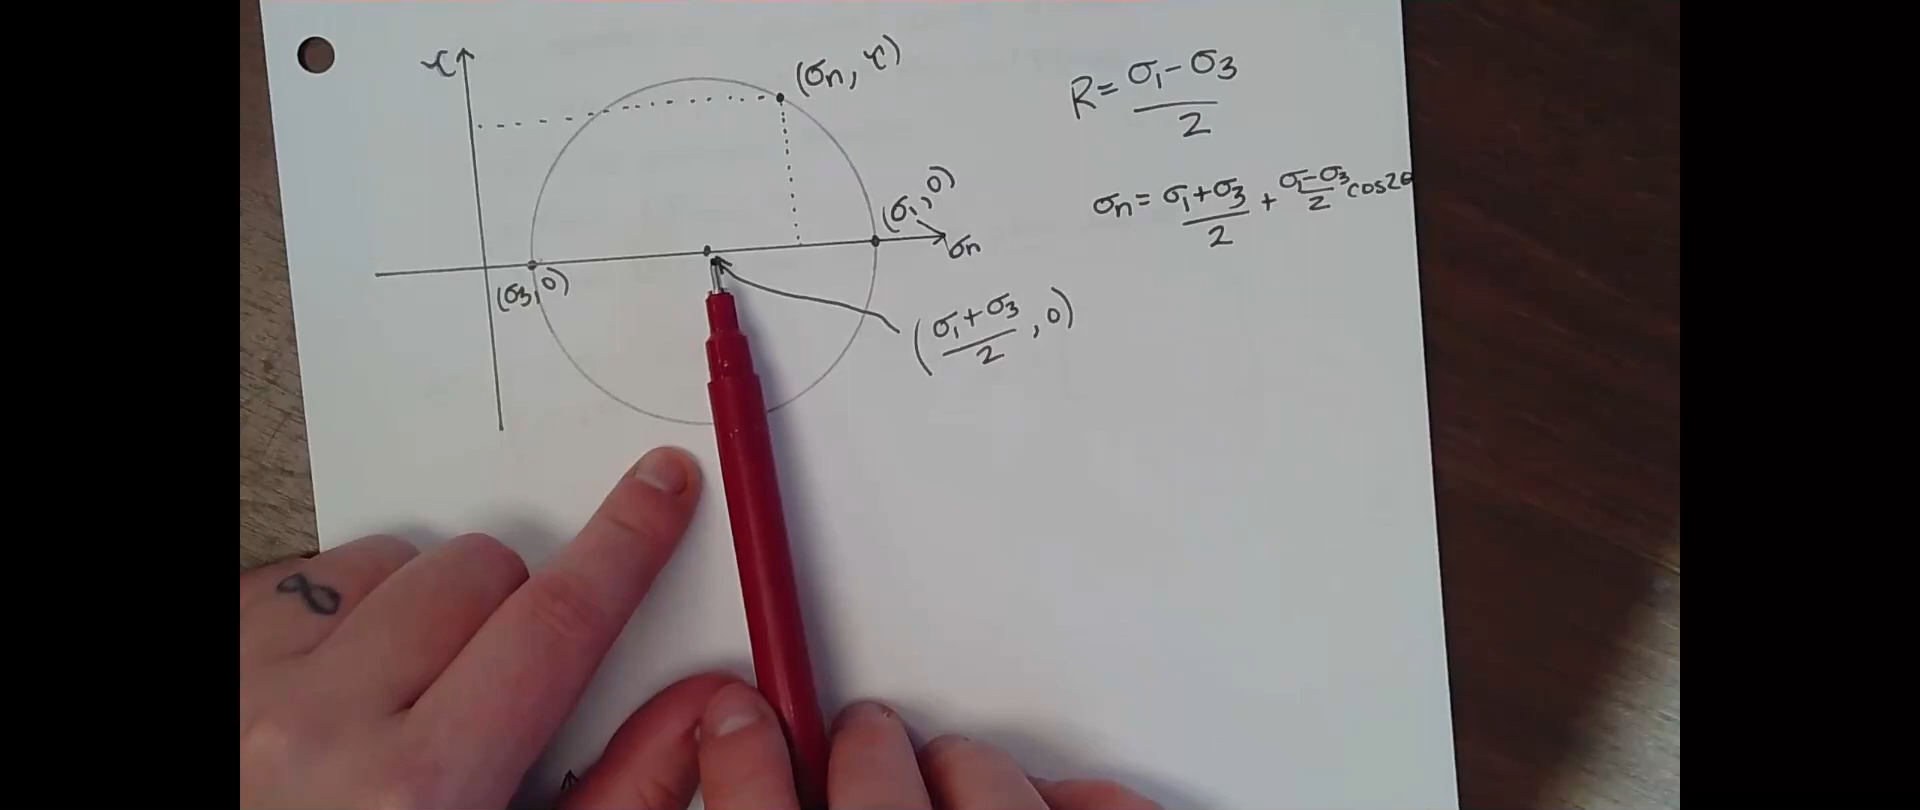 τ
(σn, τ)
R = σ₁ - σ₃ / 2
σn = σ₁ + σ₃ / 2 + σ₁ - σ₃ / 2 cos2θ
(σ₁, 0)
σn
(σ₃, 0)
(σ₁ + σ₃ / 2, 0)
8